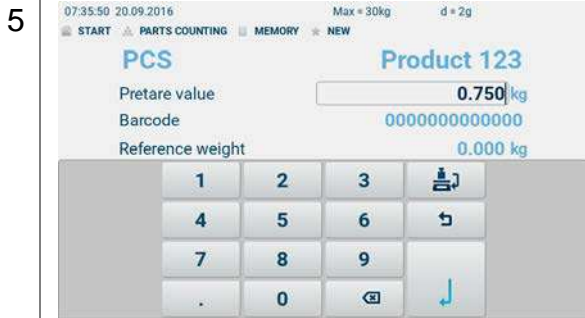 5
07:35:50 20.09.2016 Max = 30kg d = 2g
START PARTS COUNTING MEMORY NEW
PCS Product 123
Pretare value 0.750 kg
Barcode 0000000000000
Reference weight 0.000 kg
1 2 3
4 5 6
7 8 9
. 0